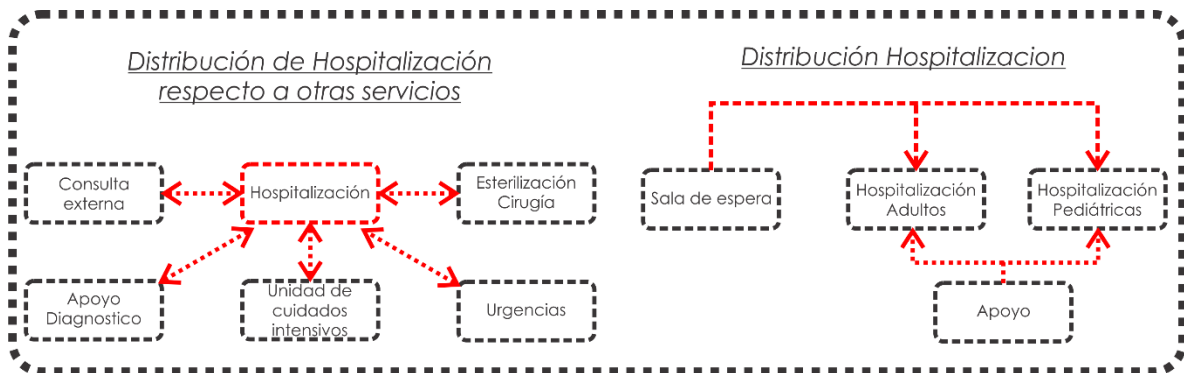 Distribución de Hospitalización
respecto a otras servicios
Consulta
externa
Hospitalización
Esterilización
Cirugía
Apoyo
Diagnostico
Unidad de
cuidados
intensivos
Urgencias
Distribución Hospitalizacion
Sala de espera
Hospitalización
Adultos
Hospitalización
Pediátricas
Apoyo